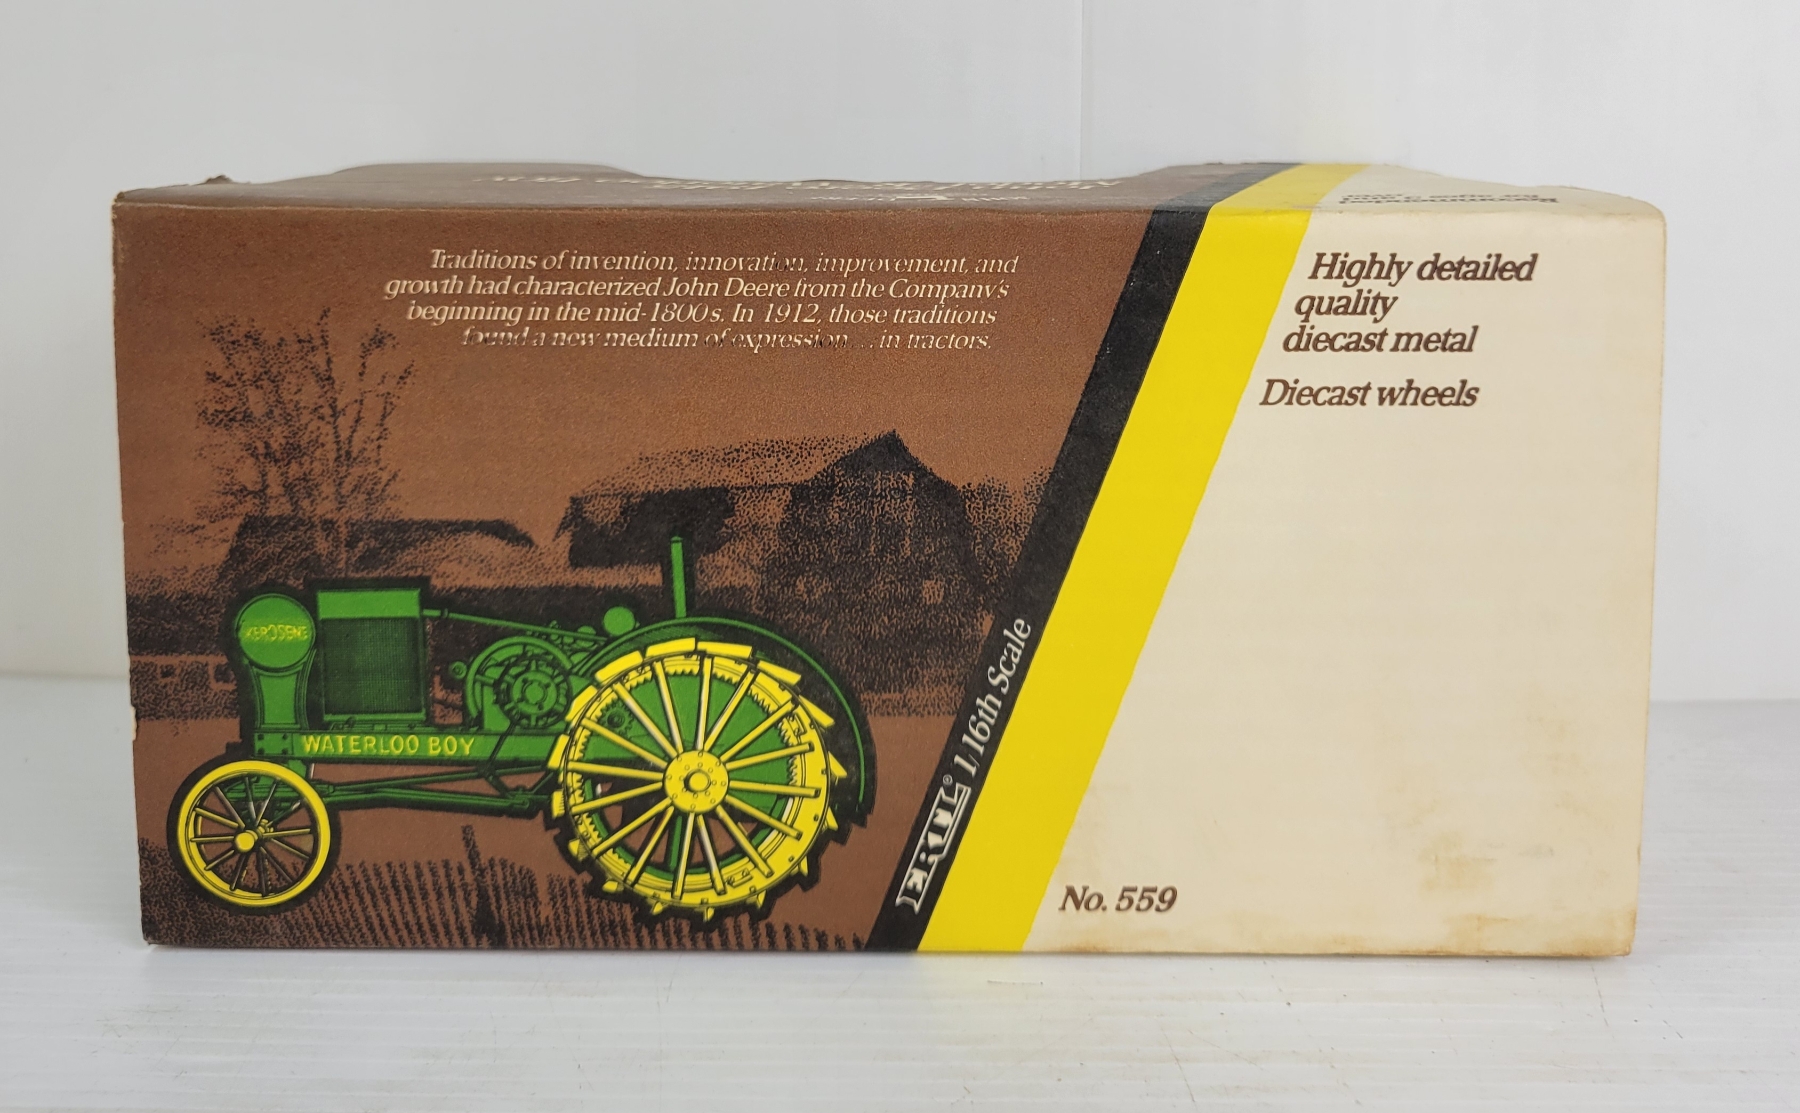 Traditions of invention, innovation, improvement, and
growth had characterized John Deere from the Company's
beginning in the mid-1800s. In 1912, those traditions
found a new medium of expression . . . in tractors.
Highly detailed
quality
diecast metal
Diecast wheels
KEROSENE
WATERLOO BOY
ERTL® 1/16th Scale
No. 559